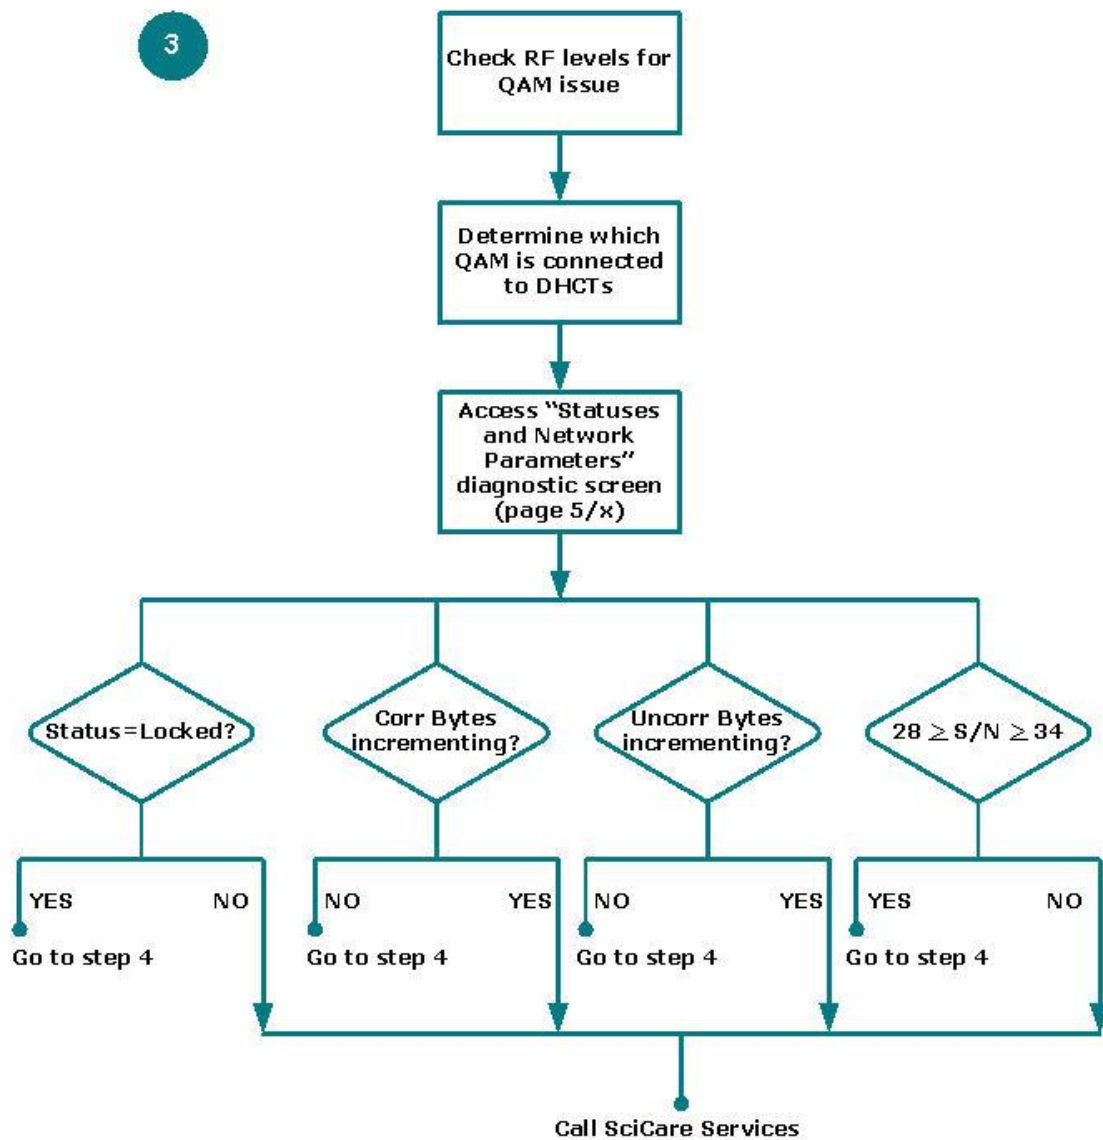 3
Check RF levels for
QAM issue
Determine which
QAM is connected
to DHCTs
Access "Statuses
and Network
Parameters"
diagnostic screen
(page 5/x)
Status=Locked?
Corr Bytes
incrementing?
Uncorr Bytes
incrementing?
28 ≥ S/N ≥ 34
YES
NO
NO
YES
NO
YES
YES
NO
Go to step 4
Go to step 4
Go to step 4
Go to step 4
Call SciCare Services